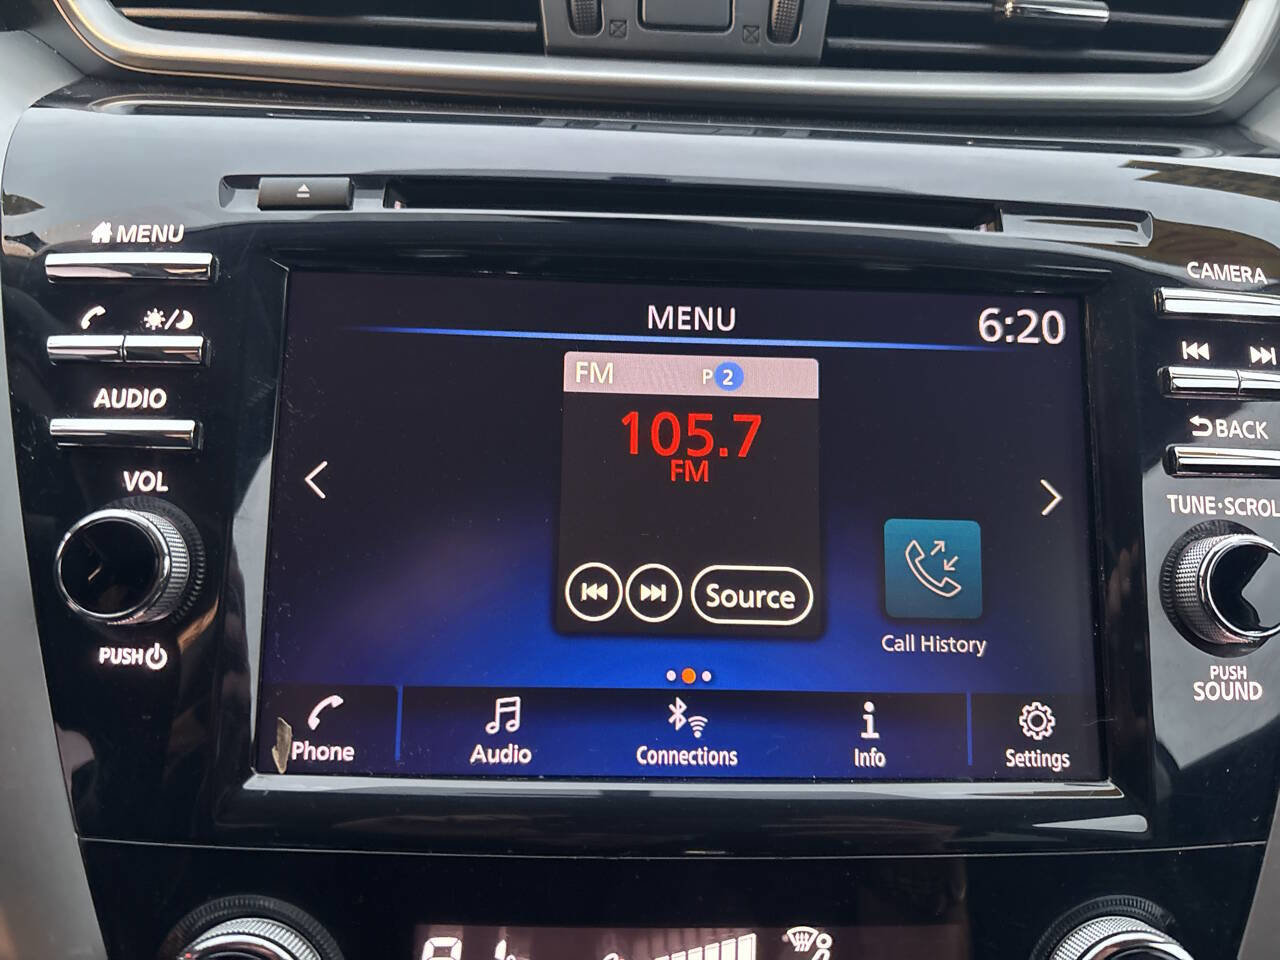 MENU
CAMERA
AUDIO
BACK
VOL
TUNE·SCROL
PUSH
PUSH
SOUND
MENU
6:20
FM P 2
105.7
FM
Source
Call History
Phone
Audio
Connections
Info
Settings